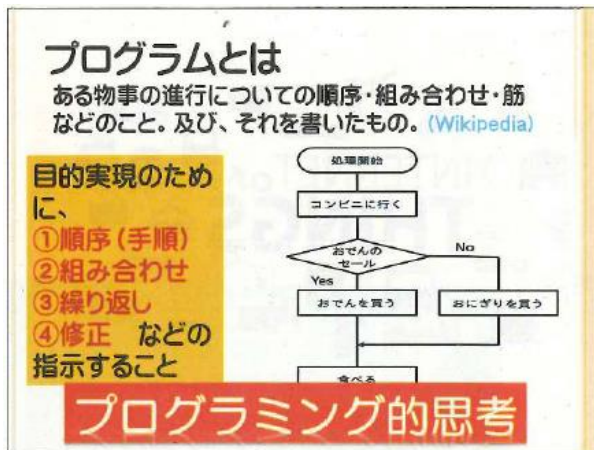 プログラムとは
ある物事の進行についての順序・組み合わせ・筋
などのこと。及び、それを書いたもの。(Wikipedia)
目的実現のため
に、
①順序(手順)
②組み合わせ
③繰り返し
④修正 などの
指示すること
処理開始
コンビニに行く
おでんの
セール
Yes
No
おでんを買う
おにぎりを買う
食べる
プログラミング的思考